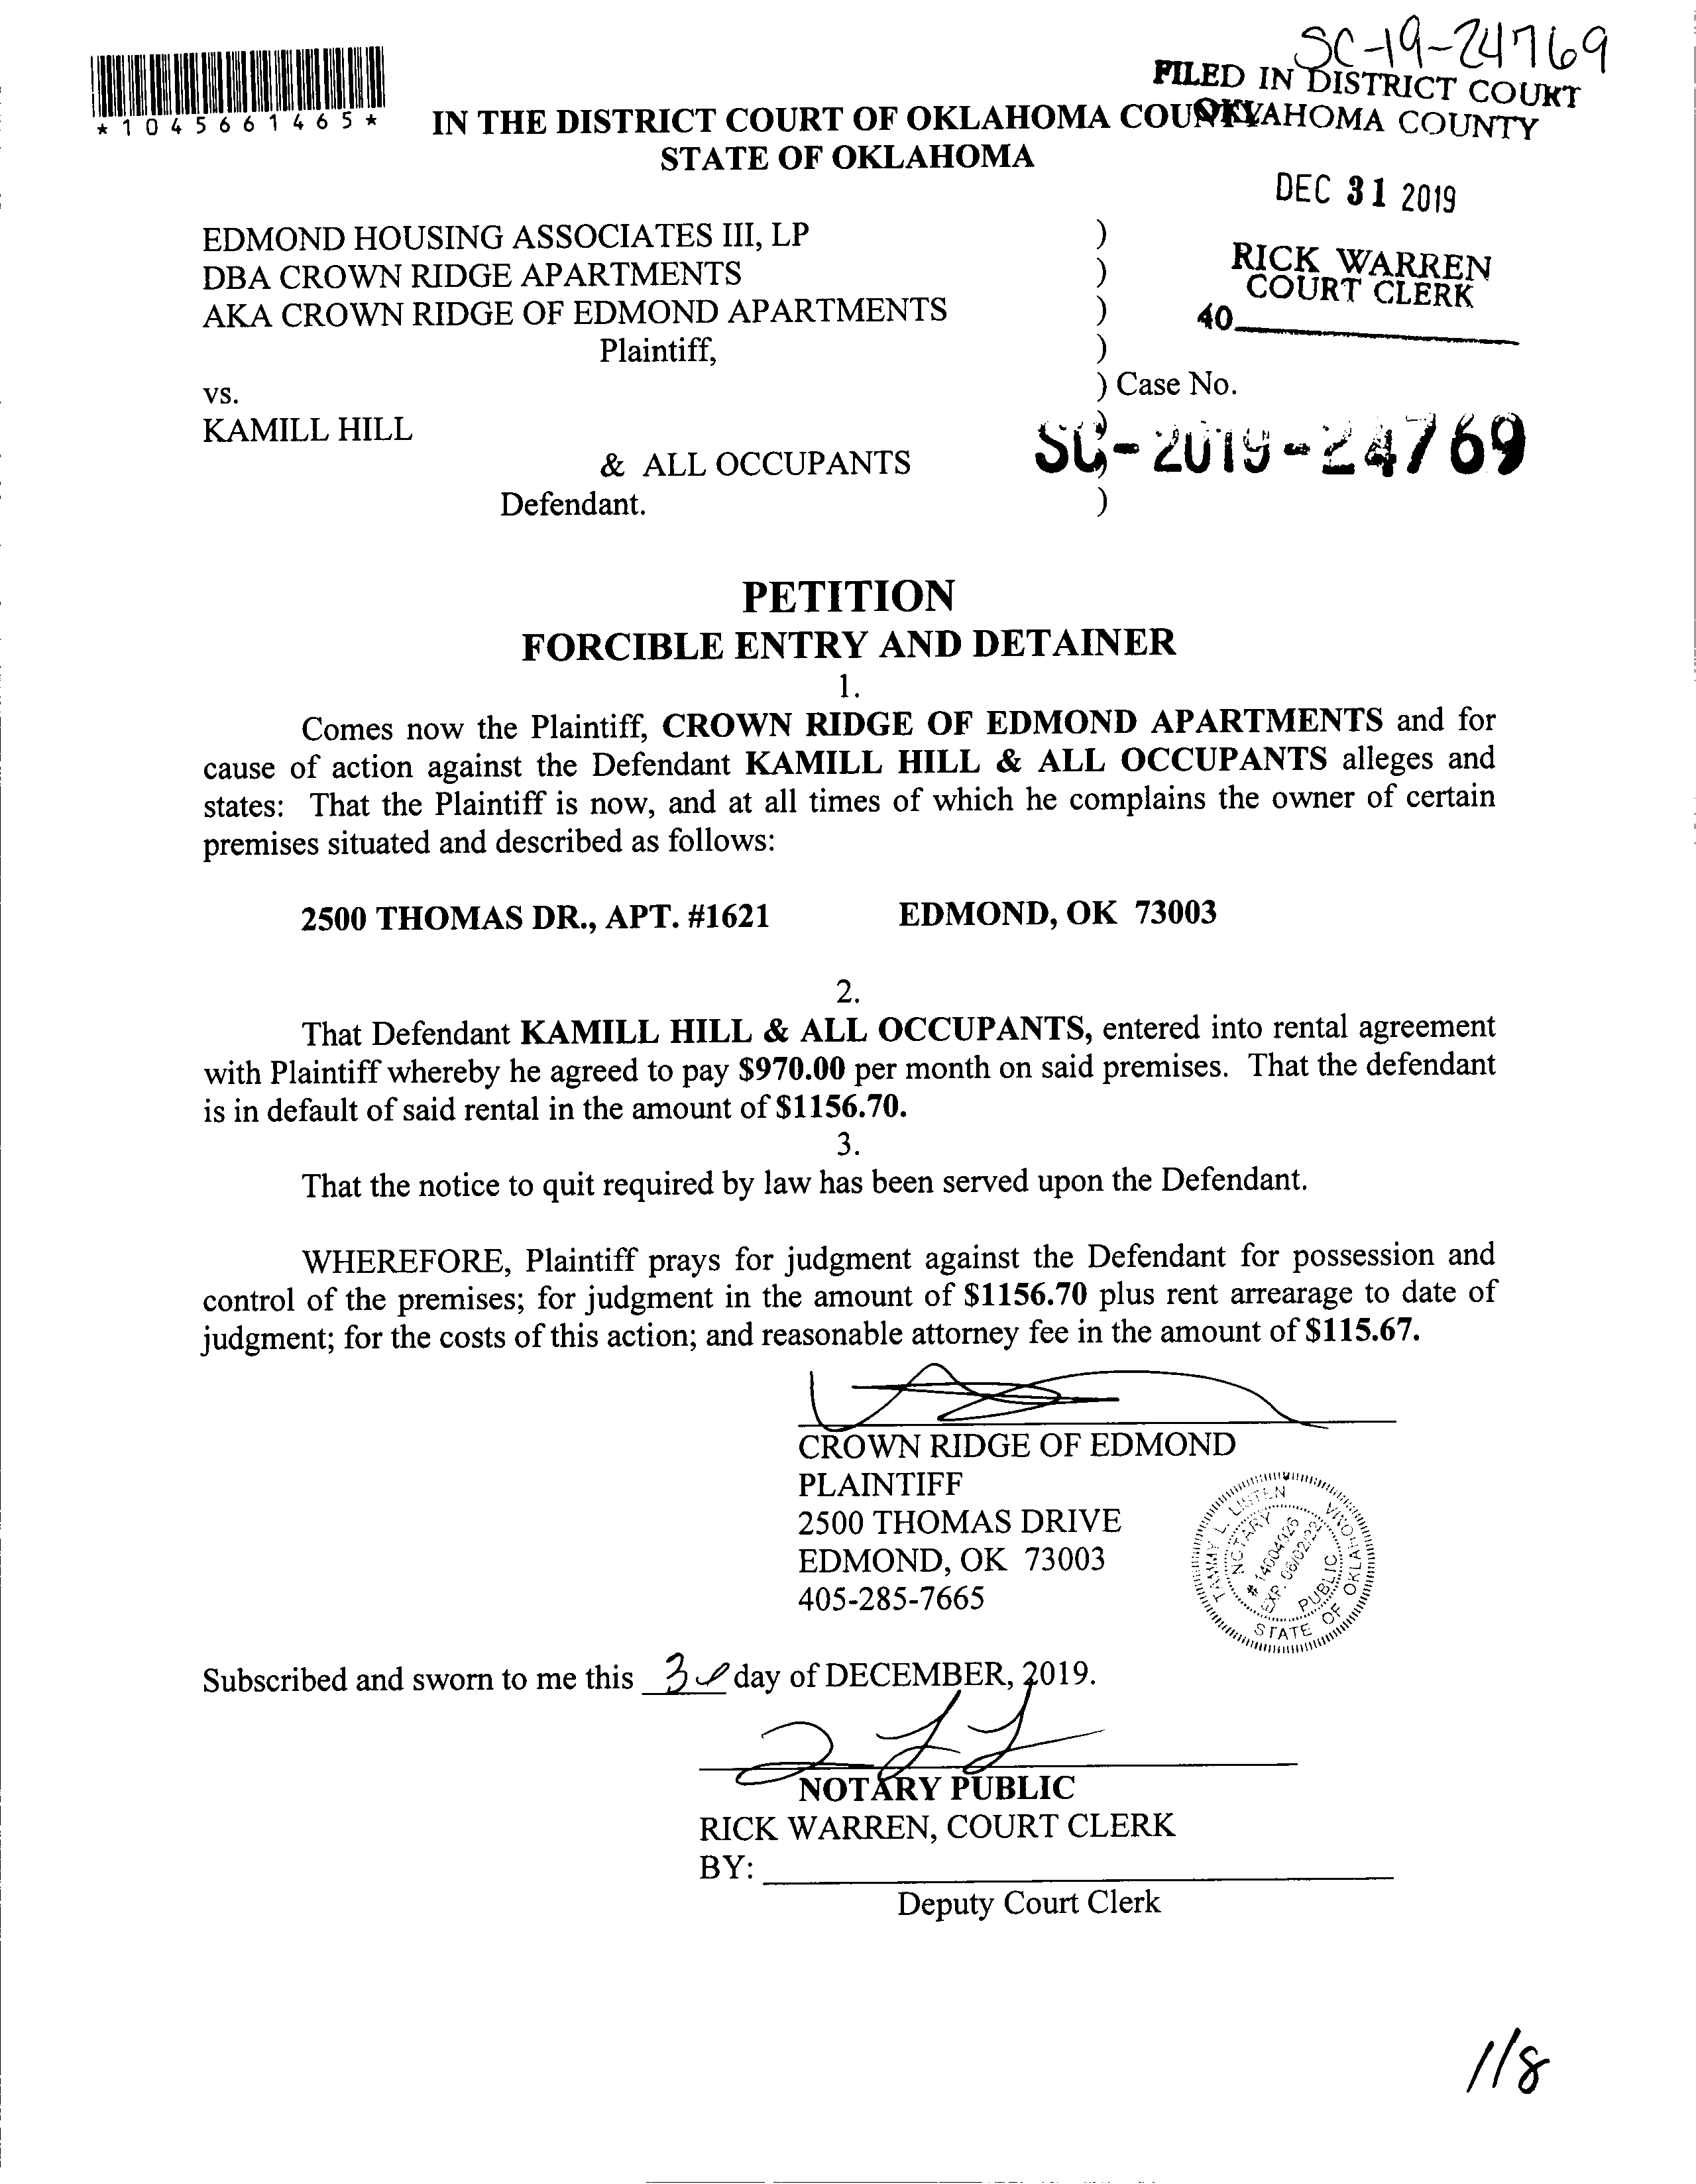 SC-19-24769
FILED IN DISTRICT COURT
OKLAHOMA COUNTY
*1045661465*
IN THE DISTRICT COURT OF OKLAHOMA COUNTY
STATE OF OKLAHOMA
DEC 31 2019
EDMOND HOUSING ASSOCIATES III, LP )
DBA CROWN RIDGE APARTMENTS )
AKA CROWN RIDGE OF EDMOND APARTMENTS )
RICK WARREN
COURT CLERK
40
Plaintiff, )
vs. ) Case No.
KAMILL HILL )
SC-2019-24769
& ALL OCCUPANTS )
Defendant. )
PETITION
FORCIBLE ENTRY AND DETAINER
1.
Comes now the Plaintiff, CROWN RIDGE OF EDMOND APARTMENTS and for
cause of action against the Defendant KAMILL HILL & ALL OCCUPANTS alleges and
states: That the Plaintiff is now, and at all times of which he complains the owner of certain
premises situated and described as follows:
2500 THOMAS DR., APT. #1621 EDMOND, OK 73003
2.
That Defendant KAMILL HILL & ALL OCCUPANTS, entered into rental agreement
with Plaintiff whereby he agreed to pay $970.00 per month on said premises. That the defendant
is in default of said rental in the amount of $1156.70.
3.
That the notice to quit required by law has been served upon the Defendant.
WHEREFORE, Plaintiff prays for judgment against the Defendant for possession and
control of the premises; for judgment in the amount of $1156.70 plus rent arrearage to date of
judgment; for the costs of this action; and reasonable attorney fee in the amount of $115.67.
CROWN RIDGE OF EDMOND
PLAINTIFF
2500 THOMAS DRIVE
EDMOND, OK 73003
405-285-7665
TAMMY L. LISTEN
NOTARY
# 14004926
EXP. 06/02/22
PUBLIC
STATE OF OKLAHOMA
Subscribed and sworn to me this day of DECEMBER, 2019.
NOTARY PUBLIC
RICK WARREN, COURT CLERK
BY:
Deputy Court Clerk
1/8